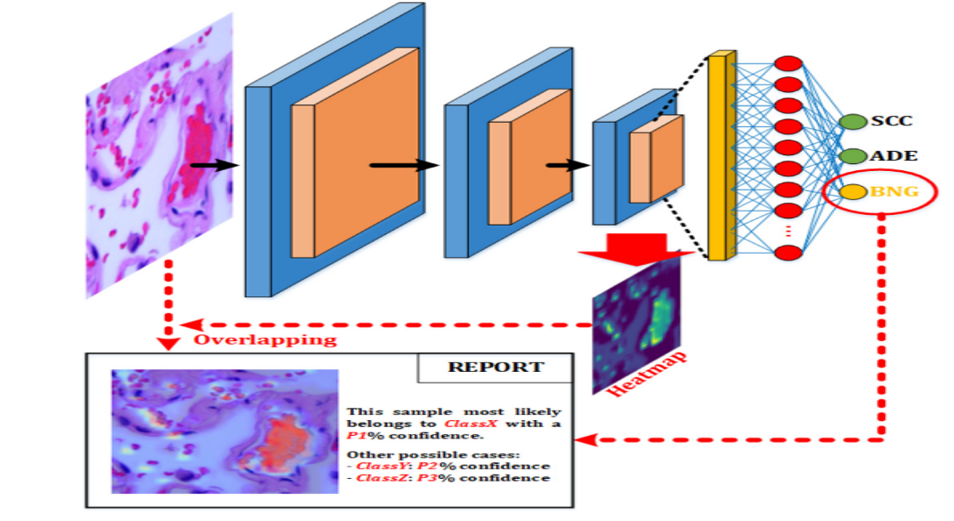 SCC
ADE
BNG
Heatmap
Overlapping
REPORT
This sample most likely
belongs to ClassX with a
P1% confidence.
Other possible cases:
- ClassY: P2% confidence
- ClassZ: P3% confidence